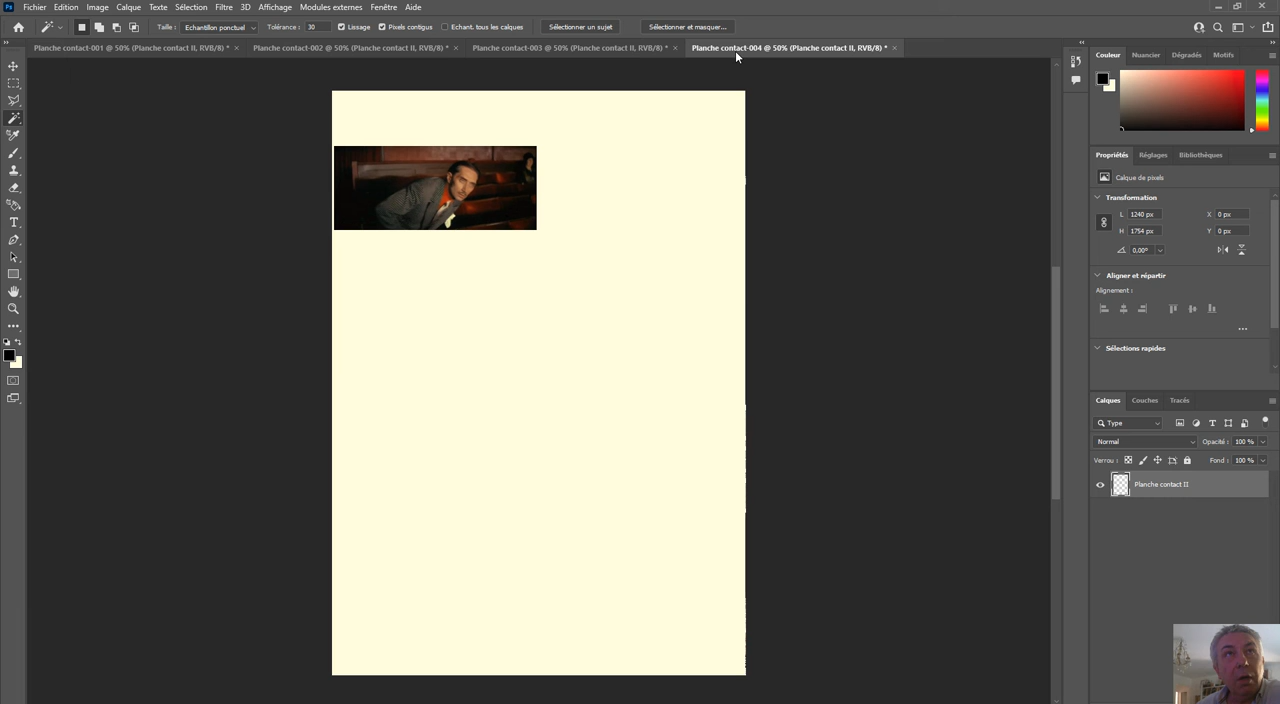 Ps Fichier Edition Image Calque Texte Sélection Filtre 3D Affichage Modules externes Fenêtre Aide
Taille : Echantillon ponctuel Tolérance : 30 Lissage Pixels contigus Echant. tous les calques Sélectionner un sujet Sélectionner et masquer...
Planche contact-001 @ 50% (Planche contact II, RVB/8) * × Planche contact-002 @ 50% (Planche contact II, RVB/8) * × Planche contact-003 @ 50% (Planche contact II, RVB/8) * × Planche contact-004 @ 50% (Planche contact II, RVB/8) * ×
Couleur Nuancier Dégradés Motifs
Propriétés Réglages Bibliothèques
Calque de pixels
Transformation
L 1240 px X 0 px
H 1754 px Y 0 px
0,00°
Aligner et répartir
Alignement :
Sélections rapides
Calques Couches Tracés
Type
Normal Opacité : 100 %
Verrou : Fond : 100 %
Planche contact II